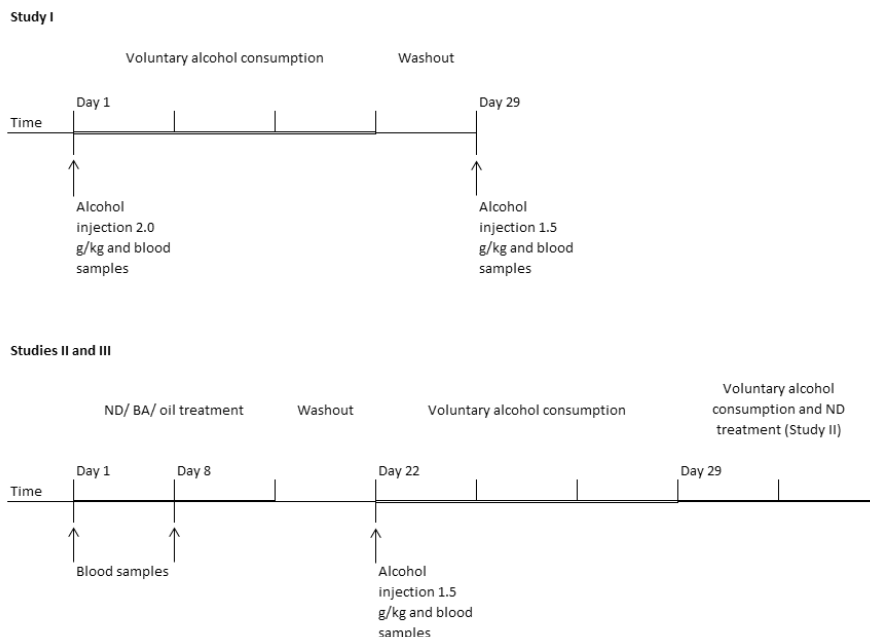 Study I
Voluntary alcohol consumption Washout
Day 1 Day 29
Time
Alcohol Alcohol
injection 2.0 injection 1.5
g/kg and blood g/kg and blood
samples samples
Studies II and III
Voluntary alcohol
ND/ BA/ oil treatment Washout Voluntary alcohol consumption consumption and ND
treatment (Study II)
Day 1 Day 8 Day 22 Day 29
Time
Blood samples Alcohol
injection 1.5
g/kg and blood
samples